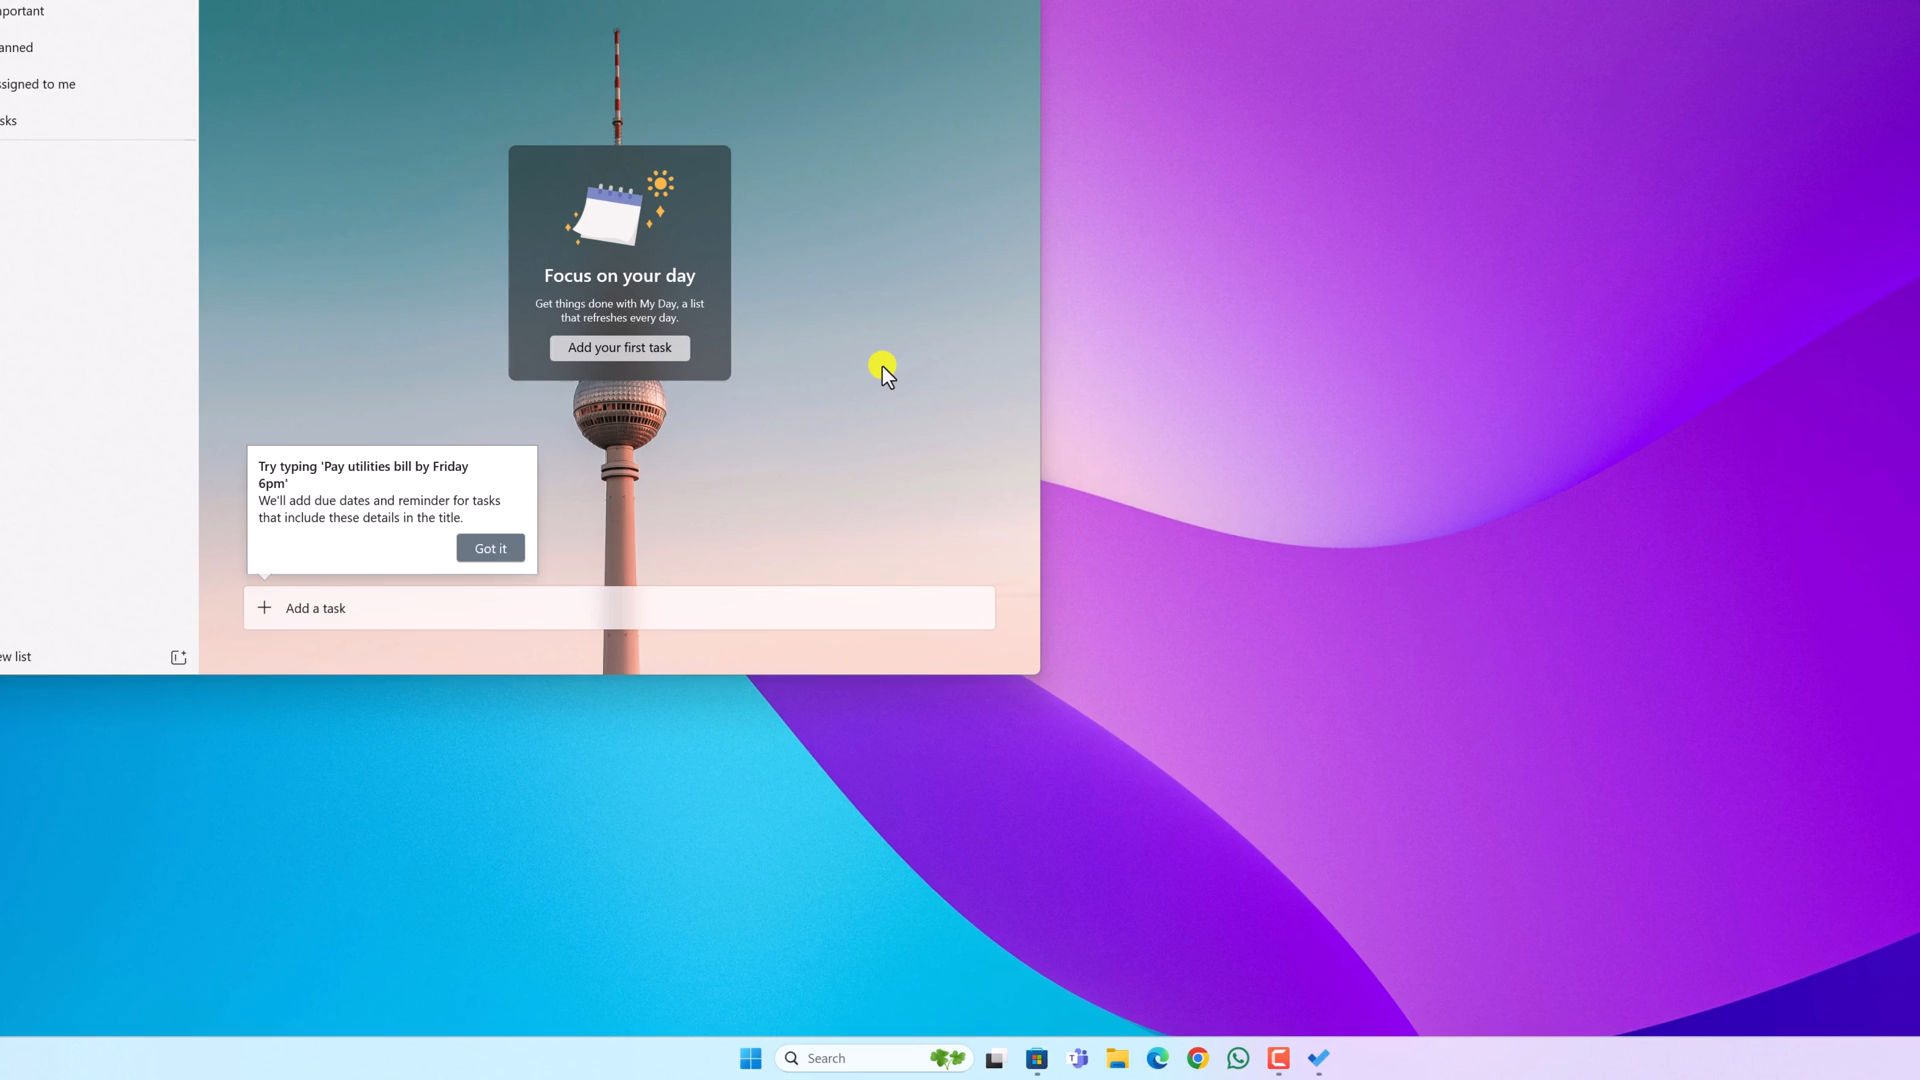 mportant
anned
ssigned to me
sks
Focus on your day
Get things done with My Day, a list
that refreshes every day.
Add your first task
Try typing 'Pay utilities bill by Friday
6pm'
We'll add due dates and reminder for tasks
that include these details in the title.
Got it
Add a task
ew list
Search